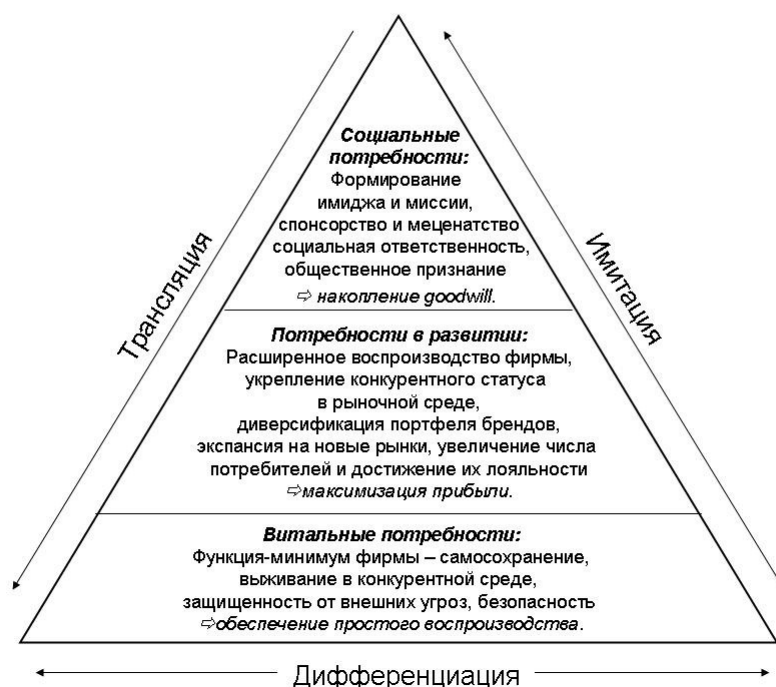 Социальные
потребности:
Формирование
имиджа и миссии,
спонсорство и меценатство
социальная ответственность,
общественное признание
⇨ накопление goodwill.
Трансляция
Имитация
Потребности в развитии:
Расширенное воспроизводство фирмы,
укрепление конкурентного статуса
в рыночной среде,
диверсификация портфеля брендов,
экспансия на новые рынки, увеличение числа
потребителей и достижение их лояльности
⇨максимизация прибыли.
Витальные потребности:
Функция-минимум фирмы – самосохранение,
выживание в конкурентной среде,
защищенность от внешних угроз, безопасность
⇨обеспечение простого воспроизводства.
Дифференциация